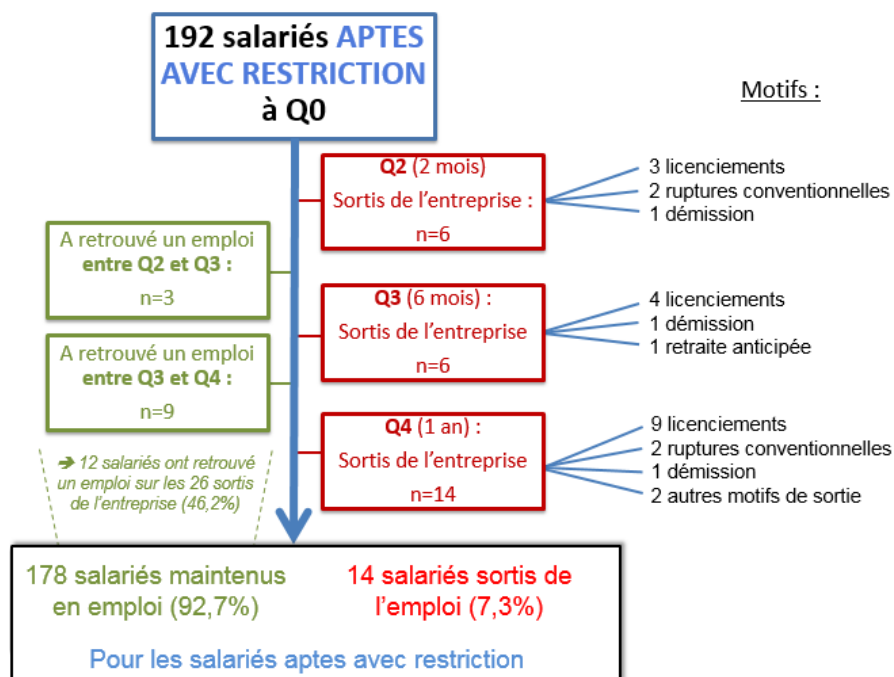 192 salariés APTES
AVEC RESTRICTION
à Q0
Motifs :
Q2 (2 mois)
Sortis de l'entreprise :
n=6
3 licenciements
2 ruptures conventionnelles
1 démission
A retrouvé un emploi
entre Q2 et Q3 :
n=3
Q3 (6 mois) :
Sortis de l'entreprise
n=6
4 licenciements
1 démission
1 retraite anticipée
A retrouvé un emploi
entre Q3 et Q4 :
n=9
Q4 (1 an) :
Sortis de l'entreprise
n=14
9 licenciements
2 ruptures conventionnelles
1 démission
2 autres motifs de sortie
➔ 12 salariés ont retrouvé
un emploi sur les 26 sortis
de l'entreprise (46,2%)
178 salariés maintenus
en emploi (92,7%)
14 salariés sortis de
l'emploi (7,3%)
Pour les salariés aptes avec restriction